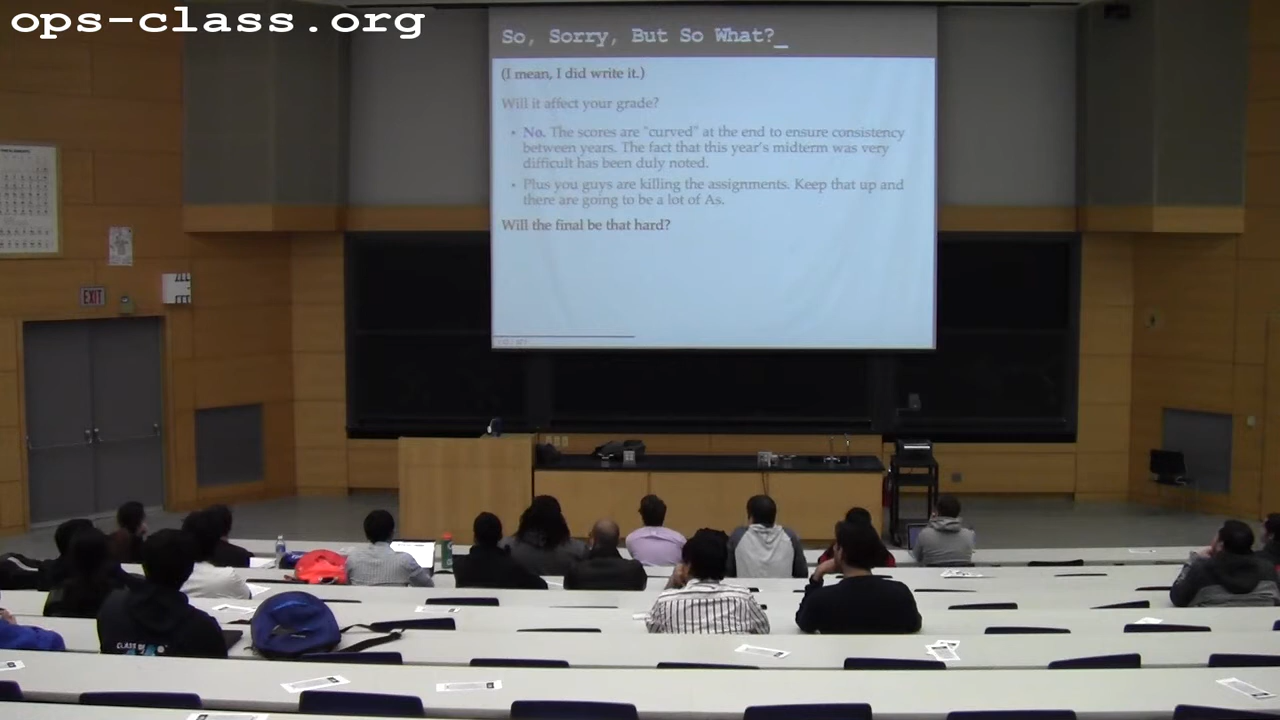 ops-class.org
So, Sorry, But So What?_
(I mean, I did write it.)
Will it affect your grade?
• No. The scores are "curved" at the end to ensure consistency
between years. The fact that this year's midterm was very
difficult has been duly noted.
• Plus you guys are killing the assignments. Keep that up and
there are going to be a lot of As.
Will the final be that hard?
EXIT
CLASS OF